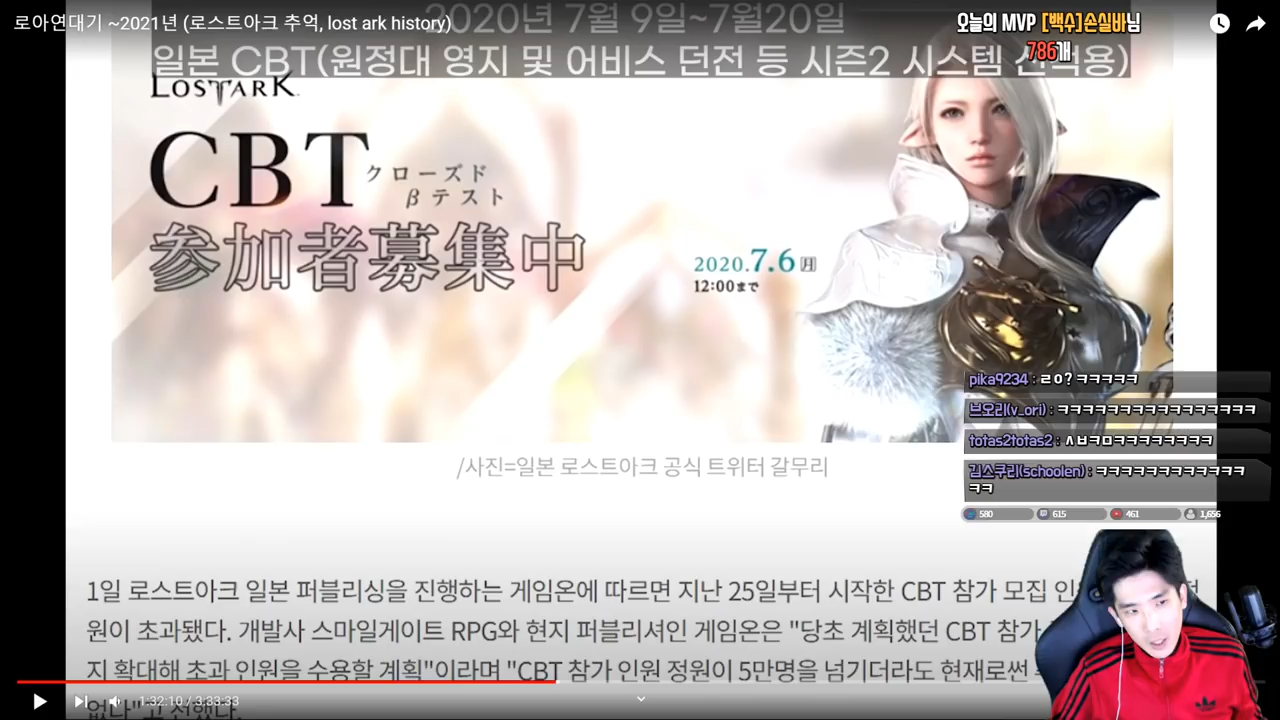 로아연대기 ~2021년 (로스트아크 추억, lost ark history)
2020년 7월 9일~7월20일
일본 CBT(원정대 영지 및 어비스 던전 등 시즌2 시스템 선적용)
오늘의 MVP [백수]손실바님
786개
LOST ARK
CBT クローズド
βテスト
参加者募集中
2020.7.6 月
12:00まで
/사진=일본 로스트아크 공식 트위터 갈무리
pika9234 : ㄹㅇ? ㅋㅋㅋㅋㅋ
브오리(v_ori) : ㅋㅋㅋㅋㅋㅋㅋㅋㅋㅋㅋㅋㅋㅋㅋㅋ
totas2totas2 : ㅅㅂㅋㅁㅋㅋㅋㅋㅋㅋㅋㅋ
김소쿠리(schoolen) : ㅋㅋㅋㅋㅋㅋㅋㅋㅋㅋㅋㅋ
ㅋㅋ
580 615 461 1,656
1일 로스트아크 일본 퍼블리싱을 진행하는 게임온에 따르면 지난 25일부터 시작한 CBT 참가 모집
원이 초과됐다. 개발사 스마일게이트 RPG와 현지 퍼블리셔인 게임온은 "당초 계획했던 CBT 참가
지 확대해 초과 인원을 수용할 계획"이라며 "CBT 참가 인원 정원이 5만명을 넘기더라도 현재로썬
없다"고 전했다.
1:32:10 / 3:33:33